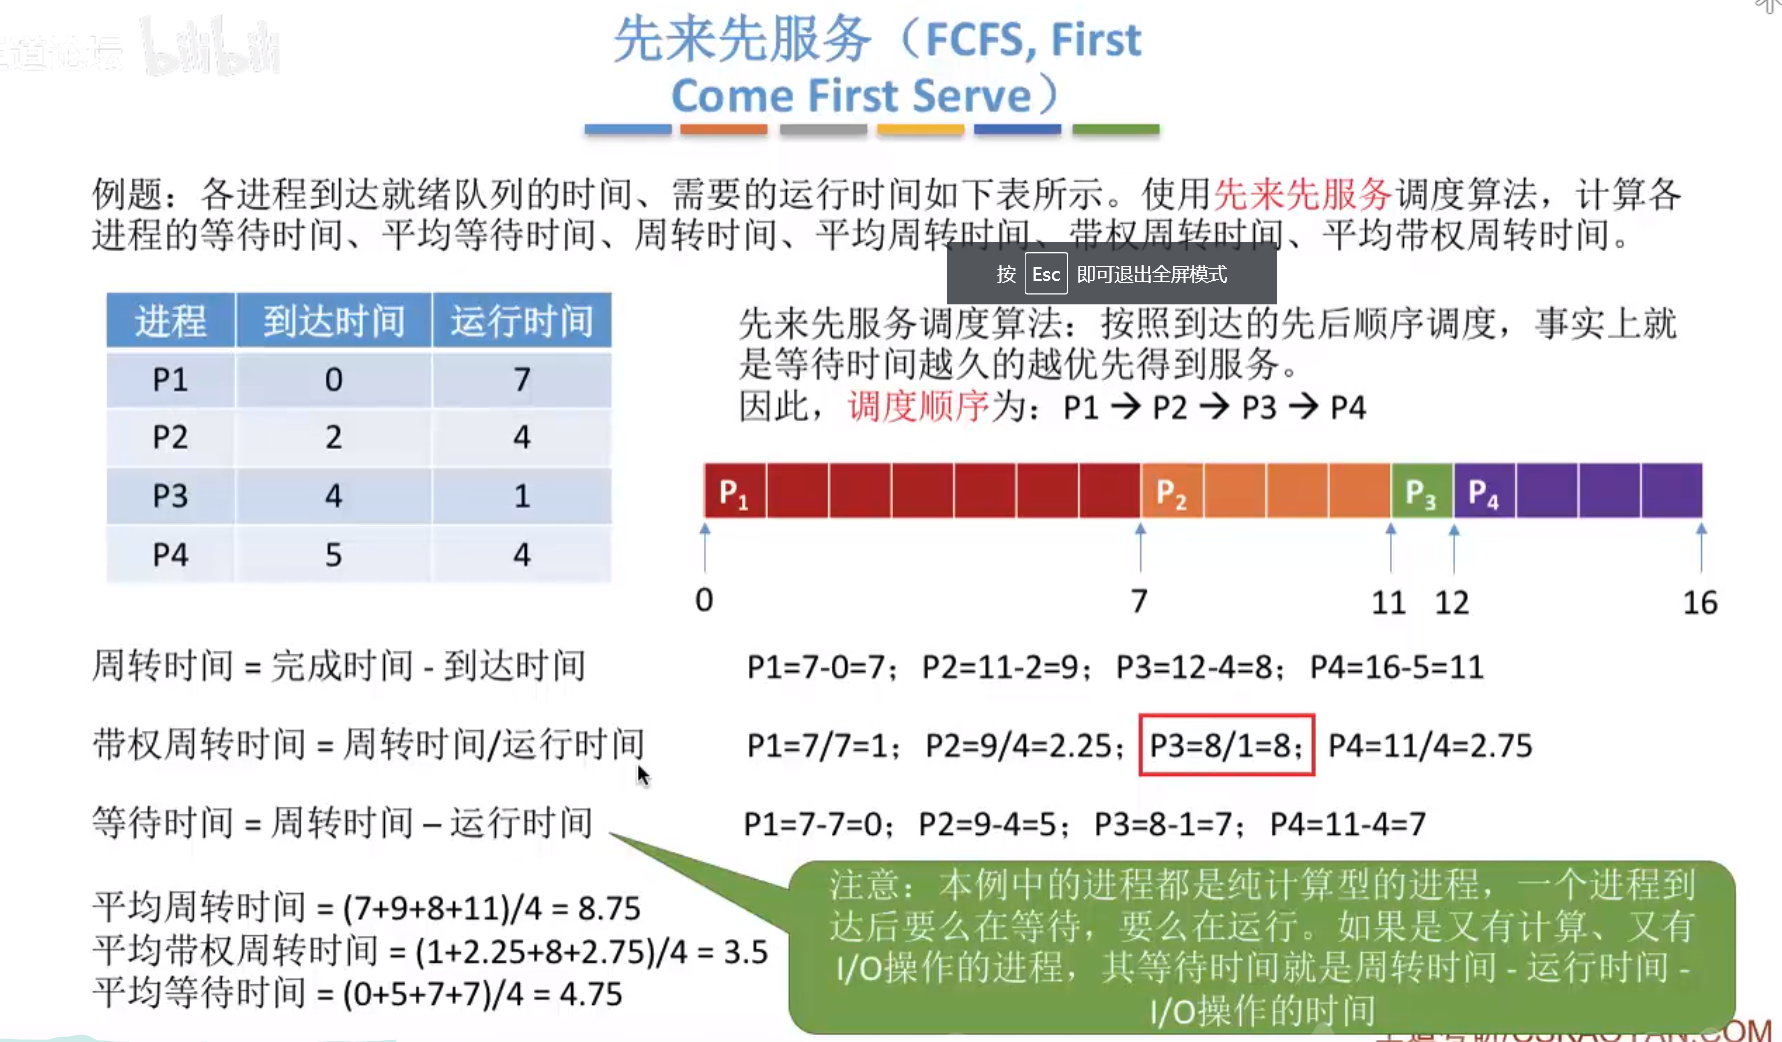 bilibili
先来先服务（FCFS, First
Come First Serve）
例题：各进程到达就绪队列的时间、需要的运行时间如下表所示。使用先来先服务调度算法，计算各
进程的等待时间、平均等待时间、周转时间、平均周转时间、带权周转时间、平均带权周转时间。
按 Esc 即可退出全屏模式
进程 到达时间 运行时间
P1 0 7
P2 2 4
P3 4 1
P4 5 4
先来先服务调度算法：按照到达的先后顺序调度，事实上就
是等待时间越久的越优先得到服务。
因此，调度顺序为：P1 → P2 → P3 → P4
P1 P2 P3 P4
0 7 11 12 16
周转时间 = 完成时间 - 到达时间
P1=7-0=7；P2=11-2=9；P3=12-4=8；P4=16-5=11
带权周转时间 = 周转时间/运行时间
P1=7/7=1；P2=9/4=2.25；P3=8/1=8；P4=11/4=2.75
等待时间 = 周转时间 – 运行时间
P1=7-7=0；P2=9-4=5；P3=8-1=7；P4=11-4=7
平均周转时间 = (7+9+8+11)/4 = 8.75
平均带权周转时间 = (1+2.25+8+2.75)/4 = 3.5
平均等待时间 = (0+5+7+7)/4 = 4.75
注意：本例中的进程都是纯计算型的进程，一个进程到
达后要么在等待，要么在运行。如果是又有计算、又有
I/O操作的进程，其等待时间就是周转时间 - 运行时间 -
I/O操作的时间